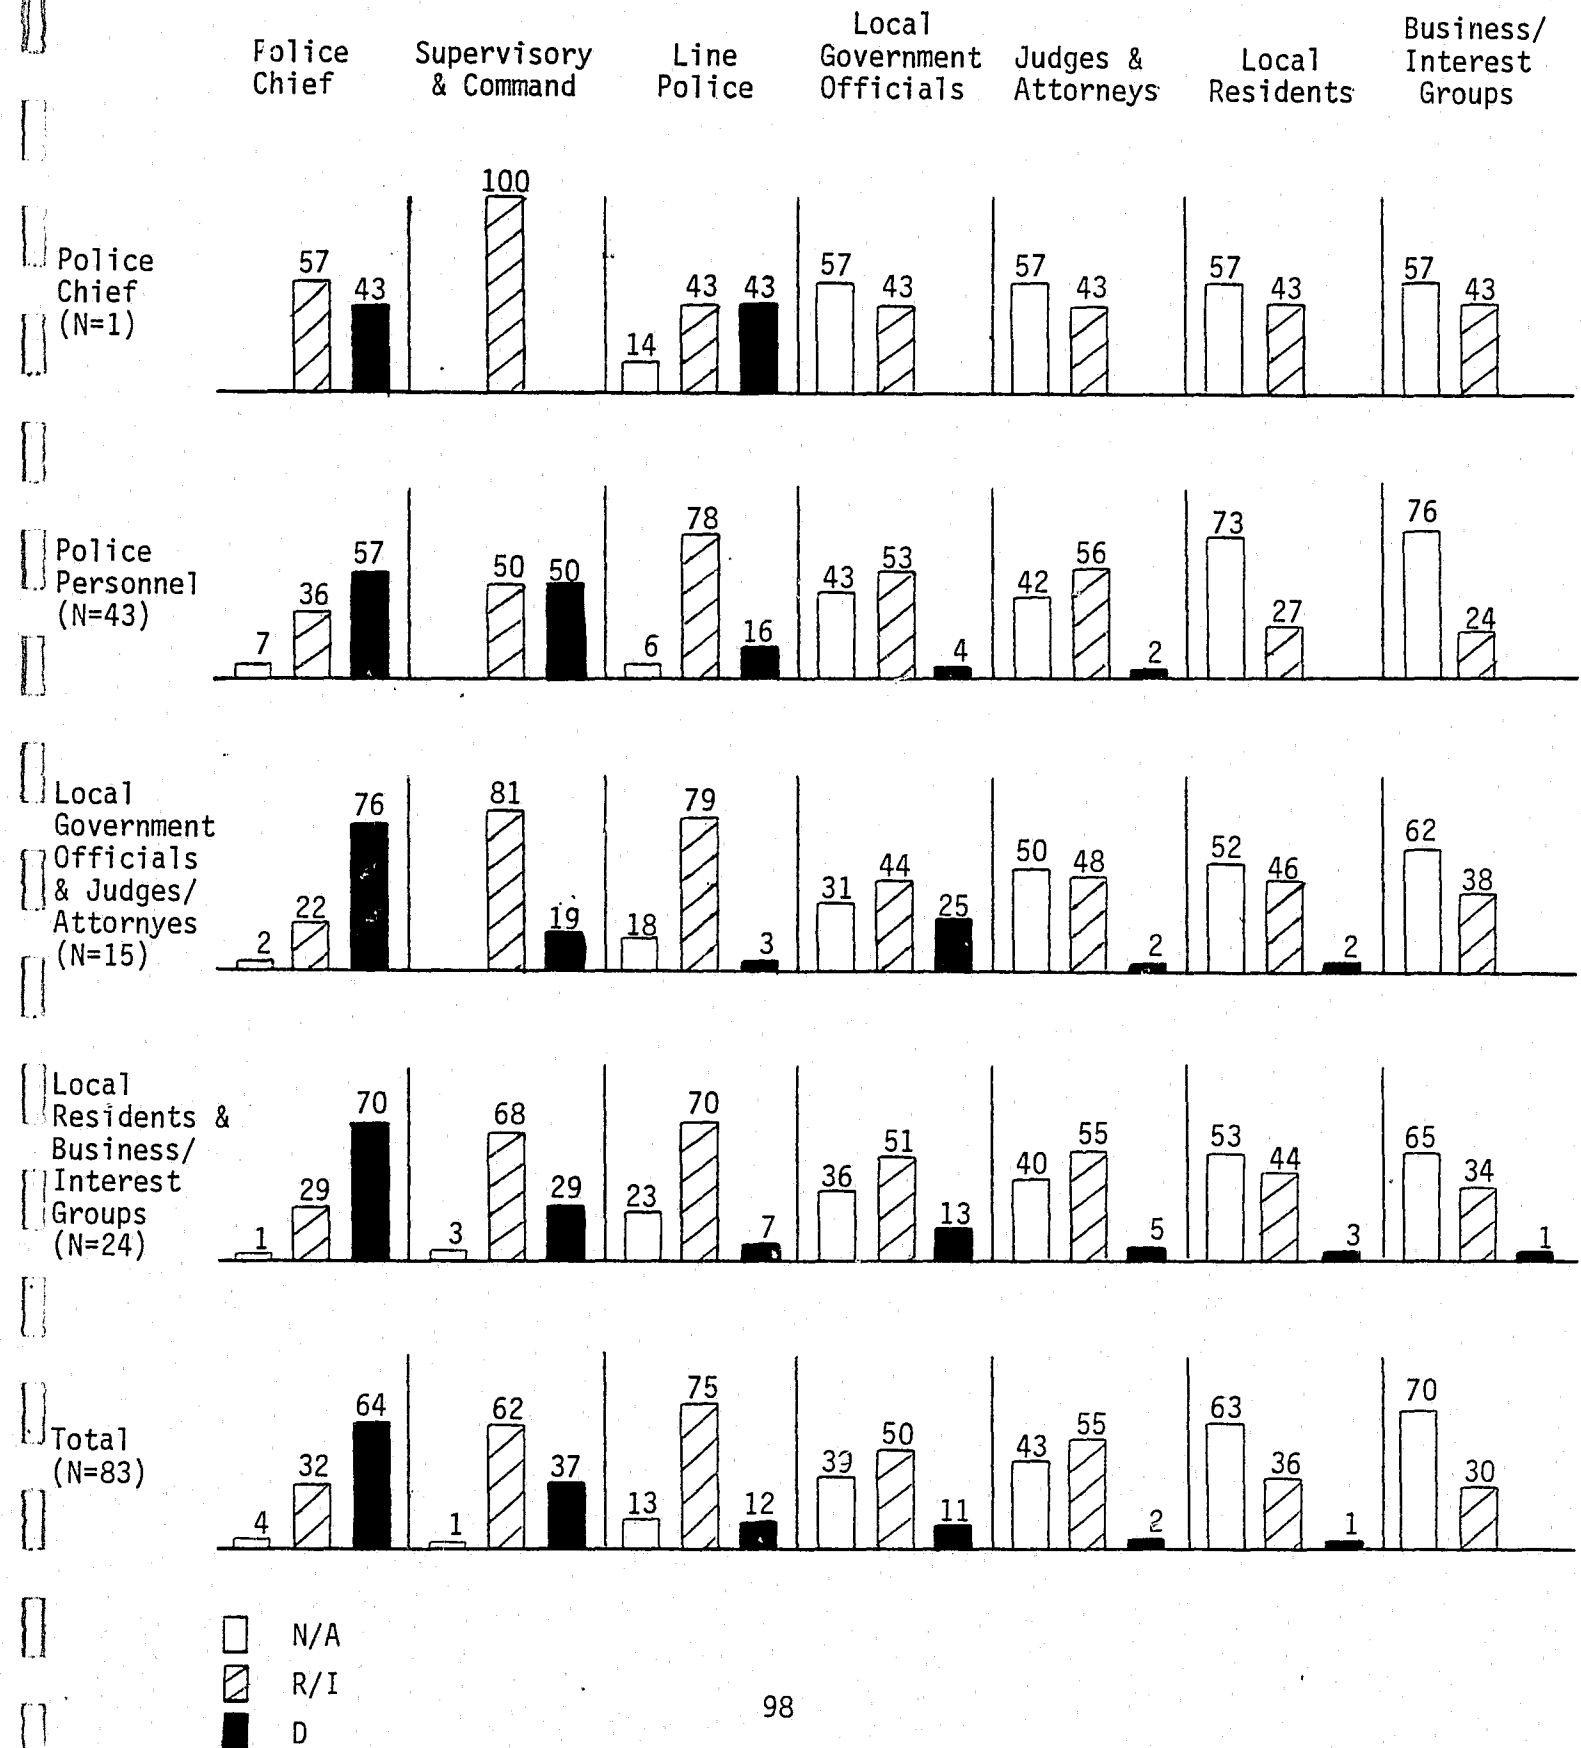 Police Chief
Supervisory & Command
Line Police
Local Government Officials
Judges & Attorneys
Local Residents
Business/ Interest Groups
Police
Chief
(N=1)
57 43 100 14 43 43 57 43 57 43 57 43 57 43
Police
Personnel
(N=43)
7 36 57 50 50 6 78 16 43 53 4 42 56 2 73 27 76 24
Local
Government
Officials
& Judges/
Attornyes
(N=15)
2 22 76 81 19 18 79 3 31 44 25 50 48 2 52 46 2 62 38
Local
Residents &
Business/
Interest
Groups
(N=24)
1 29 70 3 68 29 23 70 7 36 51 13 40 55 5 53 44 3 65 34 1
Total
(N=83)
4 32 64 1 62 37 13 75 12 39 50 11 43 55 2 63 36 1 70 30
N/A
R/I
D
98